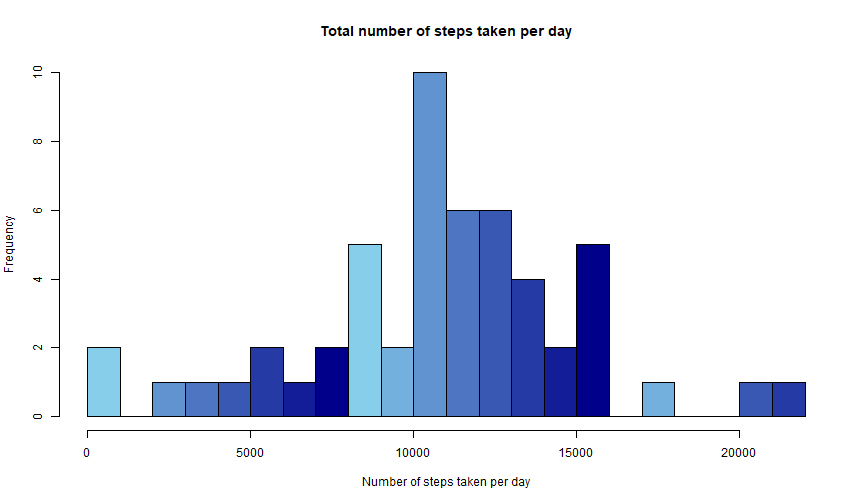 Total number of steps taken per day
Frequency
10
8
6
4
2
0
0 5000 10000 15000 20000
Number of steps taken per day